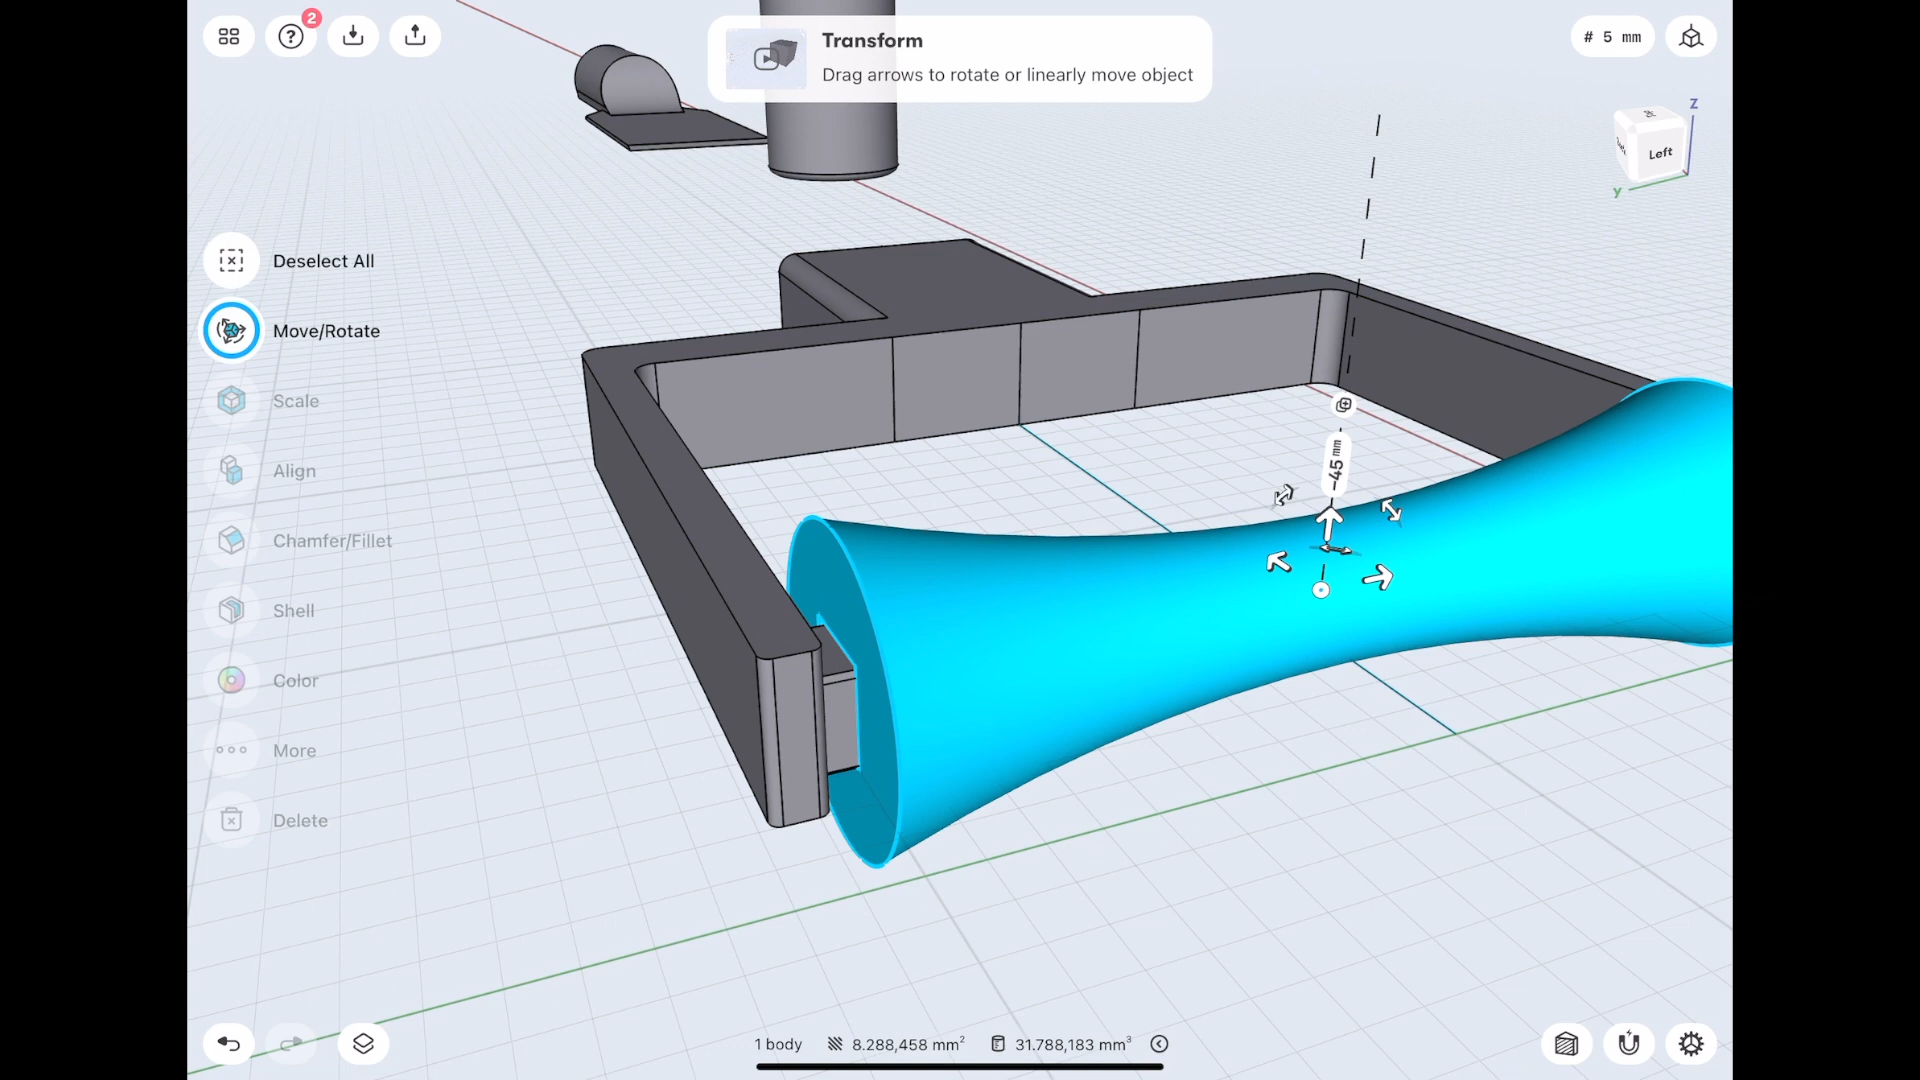 2
Transform
Drag arrows to rotate or linearly move object
# 5 mm
Z
Left
y
Deselect All
Move/Rotate
Scale
Align
-45 mm
Chamfer/Fillet
Shell
Color
More
Delete
1 body 8.288,458 mm² 31.788,183 mm³